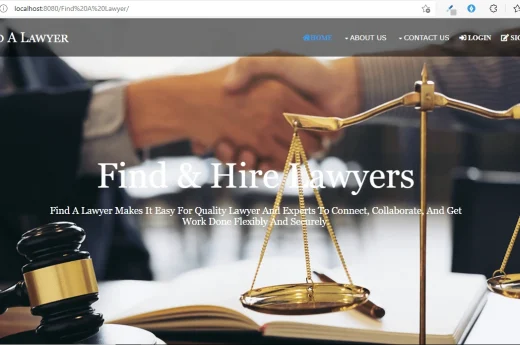 localhost:8080/Find%20A%20Lawyer/
A LAWYER
HOME
ABOUT US
CONTACT US
LOGIN
Find & Hire Lawyers
Find A Lawyer Makes It Easy For Quality Lawyer And Experts To Connect, Collaborate, And Get
Work Done Flexibly And Securely.